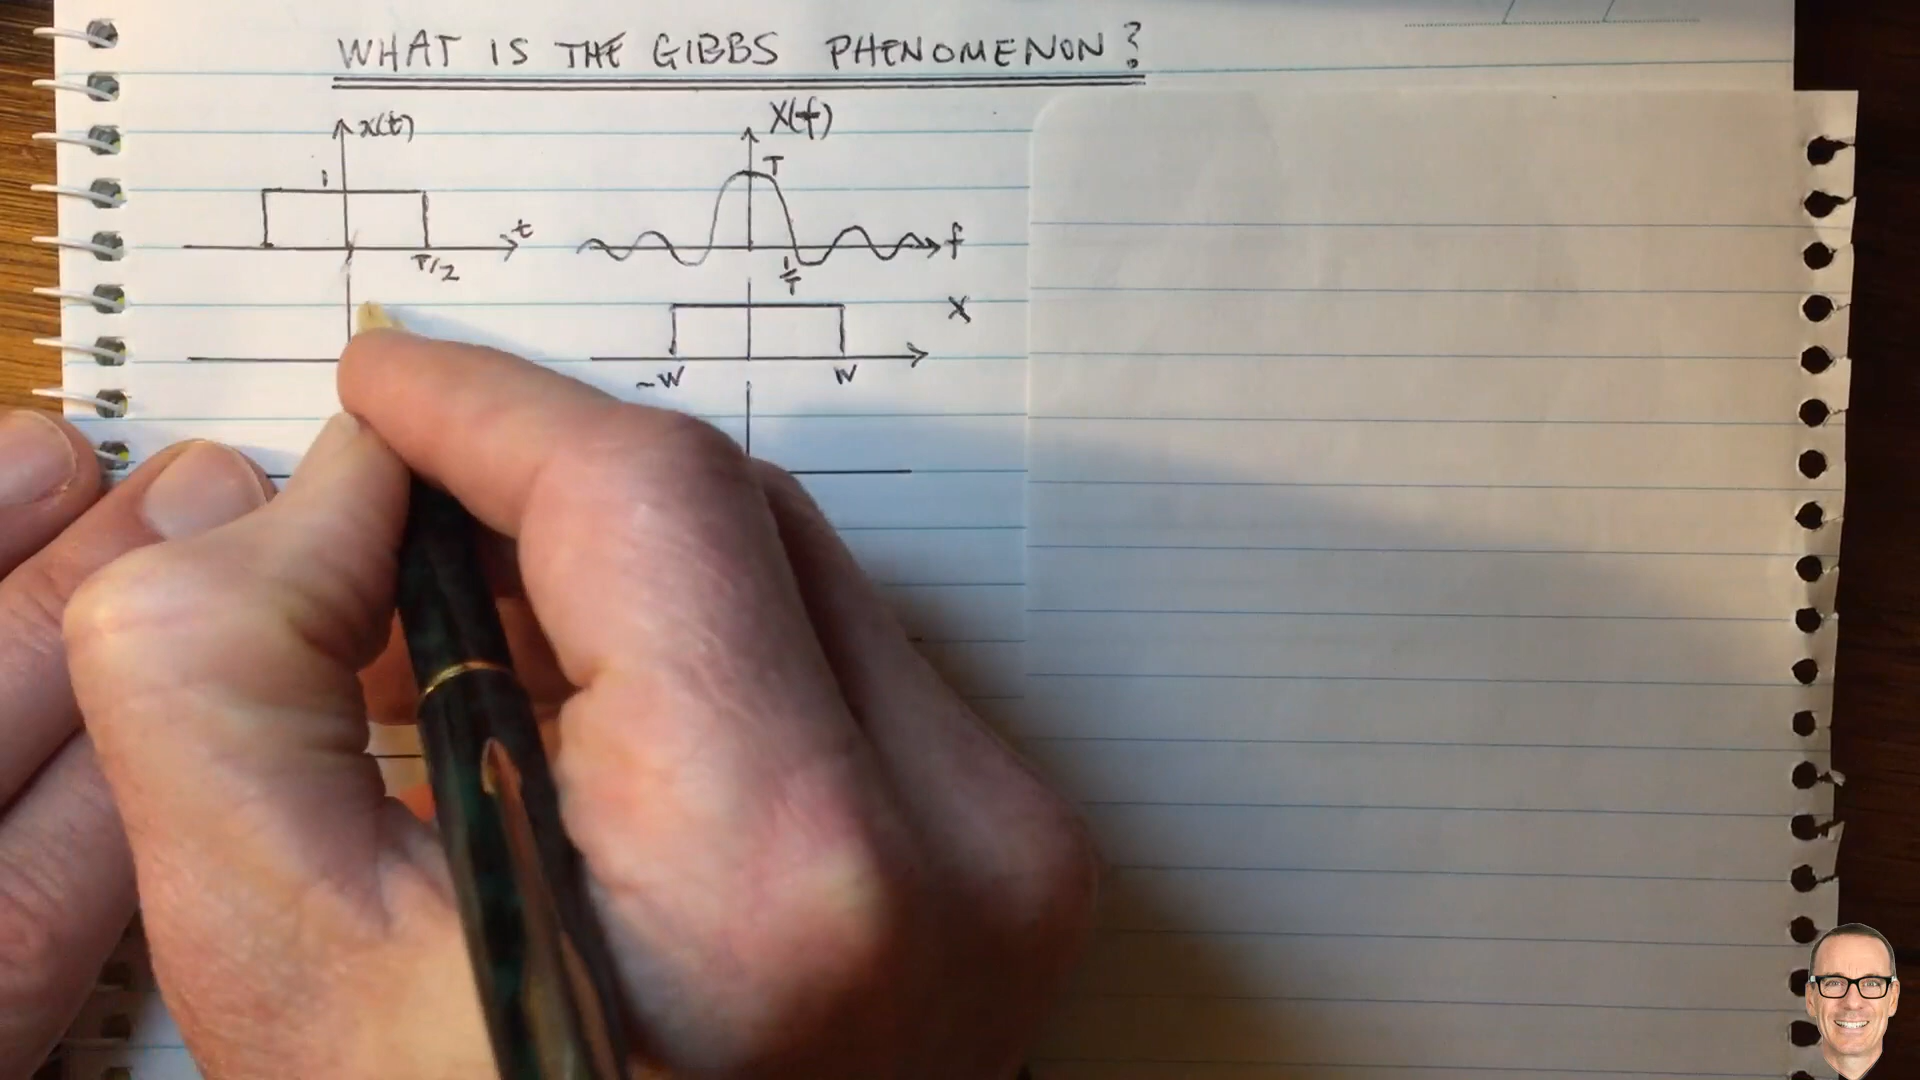 WHAT IS THE GIBBS PHENOMENON?
x(t)
X(f)
1
T
t
f
T/2
1/T
X
-W
W